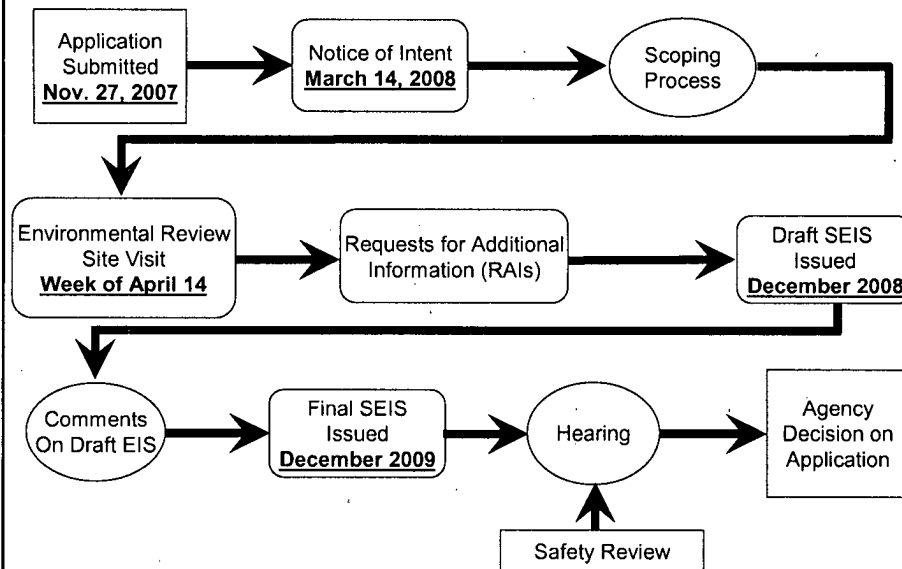 Application
Submitted
Nov. 27, 2007
Notice of Intent
March 14, 2008
Scoping
Process
Environmental Review
Site Visit
Week of April 14
Requests for Additional
Information (RAIs)
Draft SEIS
Issued
December 2008
Comments
On Draft EIS
Final SEIS
Issued
December 2009
Hearing
Agency
Decision on
Application
Safety Review